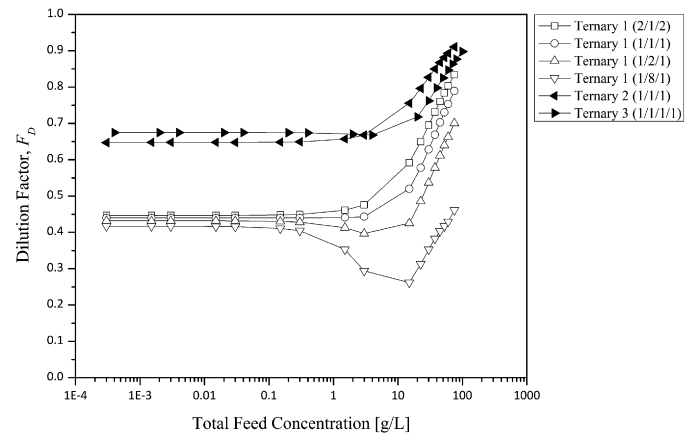 Dilution Factor, F_D
1.0
0.9
0.8
0.7
0.6
0.5
0.4
0.3
0.2
0.1
0.0
1E-4
1E-3
0.01
0.1
1
10
100
1000
Total Feed Concentration [g/L]
Ternary 1 (2/1/2)
Ternary 1 (1/1/1)
Ternary 1 (1/2/1)
Ternary 1 (1/8/1)
Ternary 2 (1/1/1)
Ternary 3 (1/1/1/1)